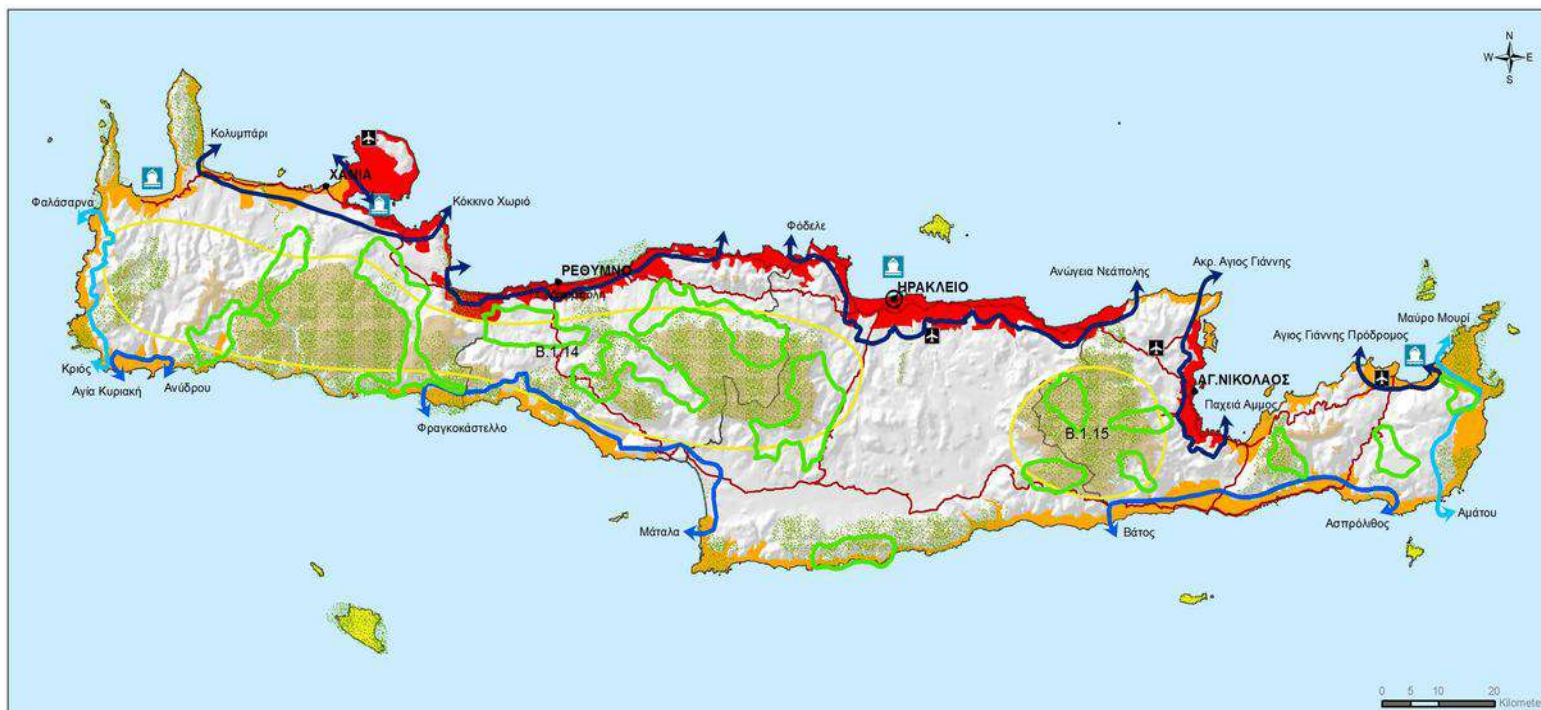 N
W E
S
Κολυμπάρι
ΧΑΝΙΑ
Φαλάσαρνα
Κόκκινο Χωριό
Φόδελε
ΡΕΘΥΜΝΟ
ΗΡΑΚΛΕΙΟ
Ανώγεια Νεάπολης
Ακρ. Αγιος Γιάννης
Μαύρο Μουρί
Αγιος Γιάννης Πρόδρομος
B.1.14
Κριός
Αγία Κυριακή
Ανύδρου
ΑΓ.ΝΙΚΟΛΑΟΣ
Παχειά Αμμος
Φραγκοκάστελλο
B.1.15
Μάταλα
Βάτος
Ασπρόλιθος
Αμάτου
0 5 10 20
Kilomete